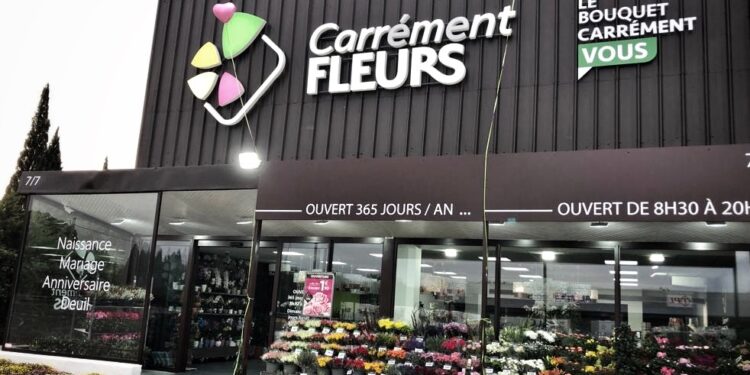 Carrément
FLEURS
LE
BOUQUET
CARRÉMENT
VOUS
7/7
OUVERT 365 JOURS / AN ...
OUVERT DE 8H30 À 20H
7
Naissance
Mariage
Anniversaire
Deuil